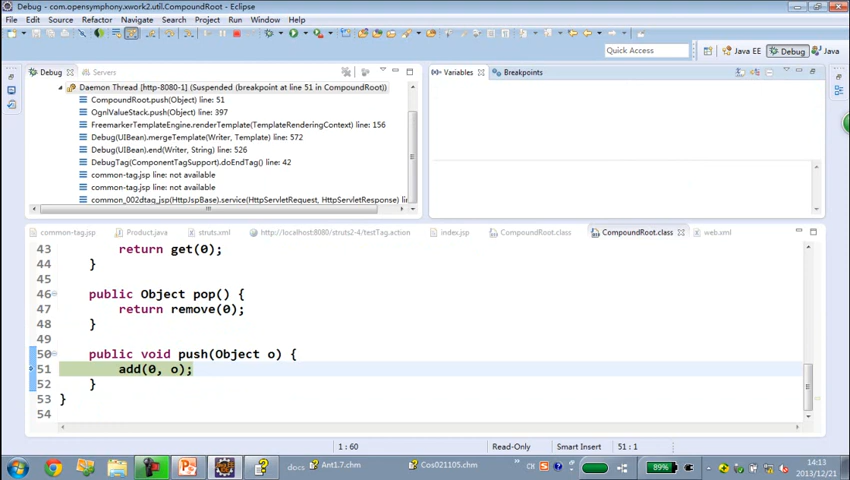 Debug - com.opensymphony.xwork2.util.CompoundRoot - Eclipse
File Edit Source Refactor Navigate Search Project Run Window Help
Quick Access
Java EE Debug Java
Debug Servers
Variables Breakpoints
Daemon Thread [http-8080-1] (Suspended (breakpoint at line 51 in CompoundRoot))
CompoundRoot.push(Object) line: 51
OgnlValueStack.push(Object) line: 397
FreemarkerTemplateEngine.renderTemplate(TemplateRenderingContext) line: 156
Debug(UIBean).mergeTemplate(Writer, Template) line: 572
Debug(UIBean).end(Writer, String) line: 526
DebugTag(ComponentTagSupport).doEndTag() line: 42
common-tag.jsp line: not available
common-tag.jsp line: not available
common_002dtag_jsp(HttpJspBase).service(HttpServletRequest, HttpServletResponse) line
common-tag.jsp Product.java struts.xml http://localhost:8080/struts2-4/testTag.action index.jsp CompoundRoot.class CompoundRoot.class web.xml
43 return get(0);
44 }
45
46 public Object pop() {
47 return remove(0);
48 }
49
50 public void push(Object o) {
51 add(0, o);
52 }
53 }
54
1 : 60 Read-Only Smart Insert 51 : 1
docs Ant1.7.chm Cos021105.chm » CH 89% 14:13
2013/12/21